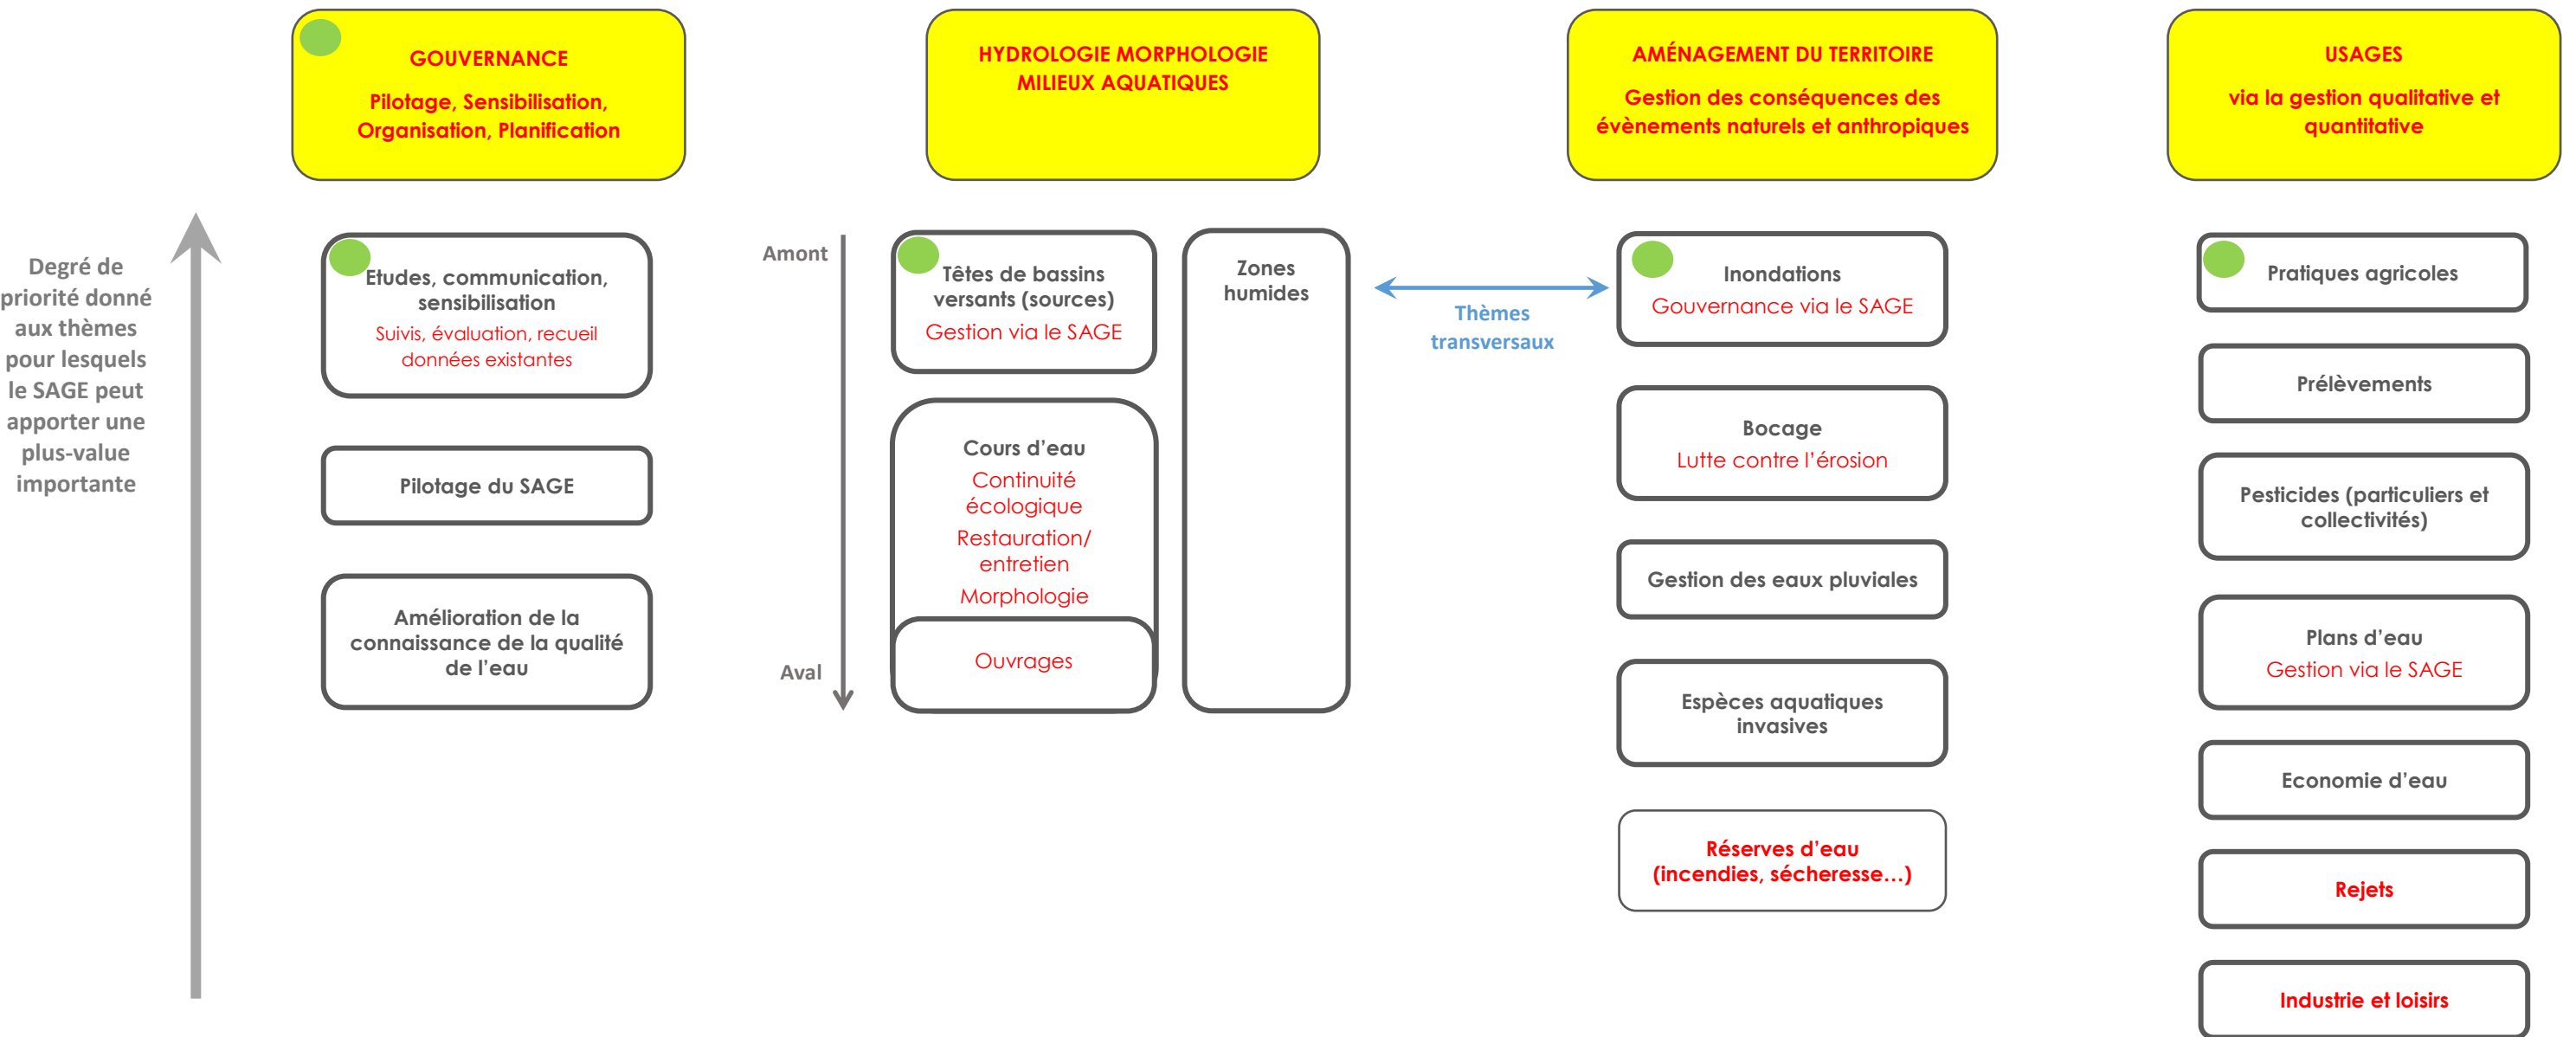 GOUVERNANCE
Pilotage, Sensibilisation,
Organisation, Planification
HYDROLOGIE MORPHOLOGIE
MILIEUX AQUATIQUES
AMÉNAGEMENT DU TERRITOIRE
Gestion des conséquences des
évènements naturels et anthropiques
USAGES
via la gestion qualitative et
quantitative
Degré de
priorité donné
aux thèmes
pour lesquels
le SAGE peut
apporter une
plus-value
importante
Etudes, communication,
sensibilisation
Suivis, évaluation, recueil
données existantes
Pilotage du SAGE
Amélioration de la
connaissance de la qualité
de l’eau
Amont
Aval
Têtes de bassins
versants (sources)
Gestion via le SAGE
Cours d’eau
Continuité
écologique
Restauration/
entretien
Morphologie
Ouvrages
Zones
humides
Thèmes
transversaux
Inondations
Gouvernance via le SAGE
Bocage
Lutte contre l’érosion
Gestion des eaux pluviales
Espèces aquatiques
invasives
Réserves d’eau
(incendies, sécheresse…)
Pratiques agricoles
Prélèvements
Pesticides (particuliers et
collectivités)
Plans d’eau
Gestion via le SAGE
Economie d’eau
Rejets
Industrie et loisirs